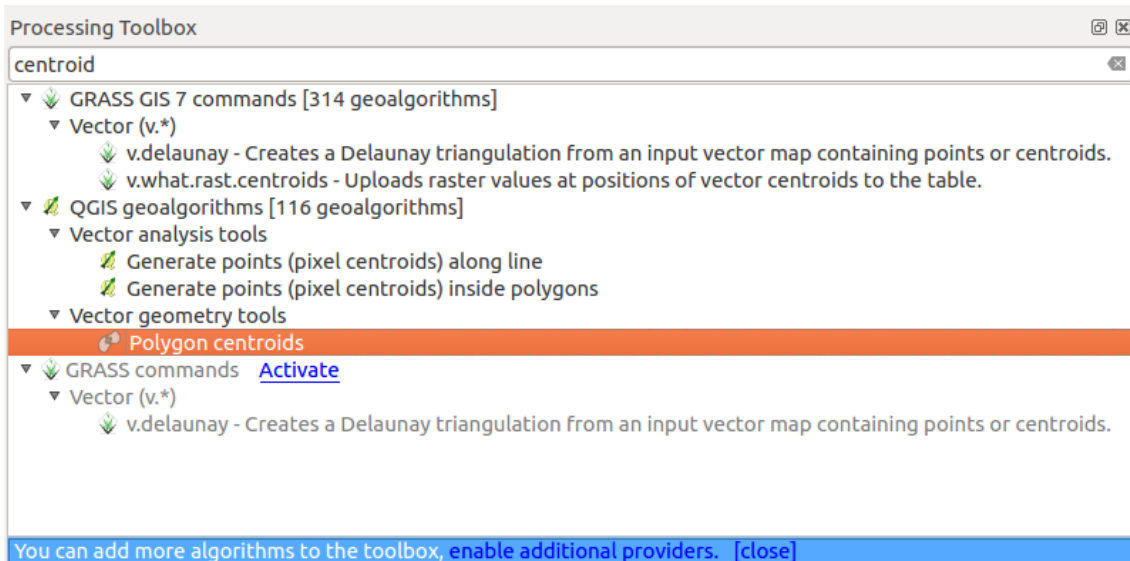 Processing Toolbox
centroid
GRASS GIS 7 commands [314 geoalgorithms]
Vector (v.*)
v.delaunay - Creates a Delaunay triangulation from an input vector map containing points or centroids.
v.what.rast.centroids - Uploads raster values at positions of vector centroids to the table.
QGIS geoalgorithms [116 geoalgorithms]
Vector analysis tools
Generate points (pixel centroids) along line
Generate points (pixel centroids) inside polygons
Vector geometry tools
Polygon centroids
GRASS commands Activate
Vector (v.*)
v.delaunay - Creates a Delaunay triangulation from an input vector map containing points or centroids.
You can add more algorithms to the toolbox, enable additional providers. [close]